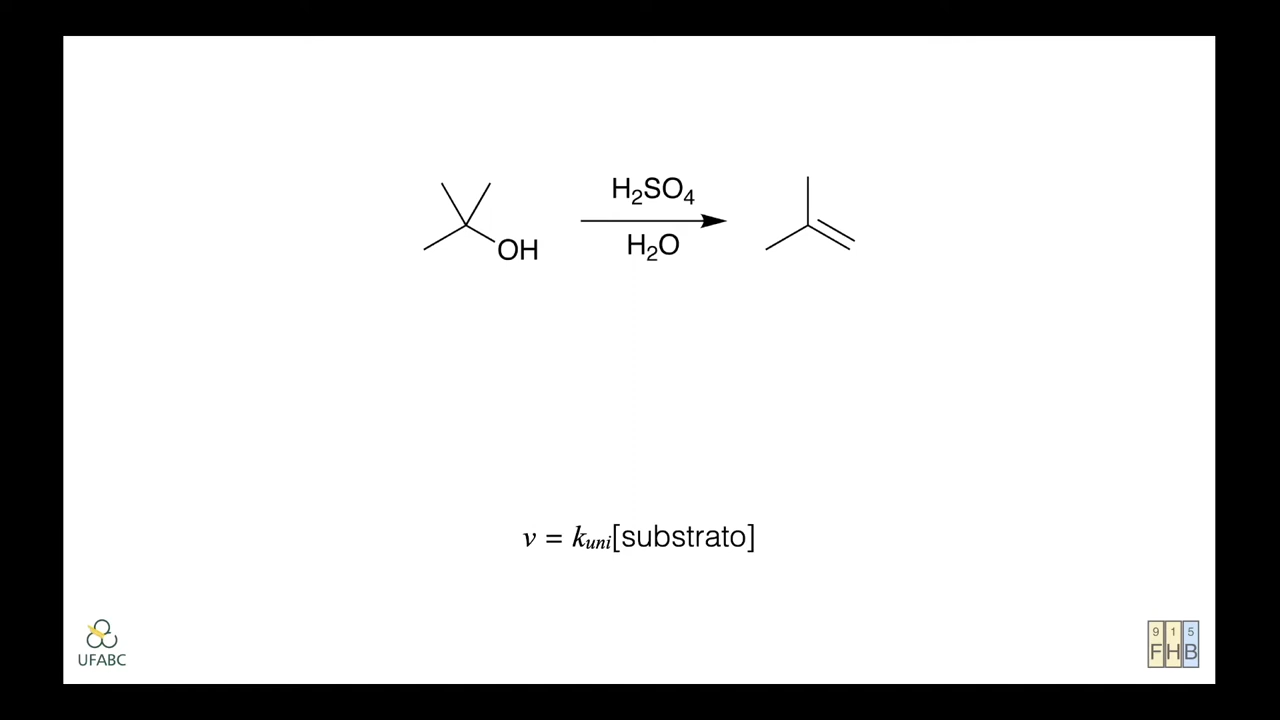 H₂SO₄
OH
H₂O
v = kuni[substrato]
UFABC
9 1 5
F H B